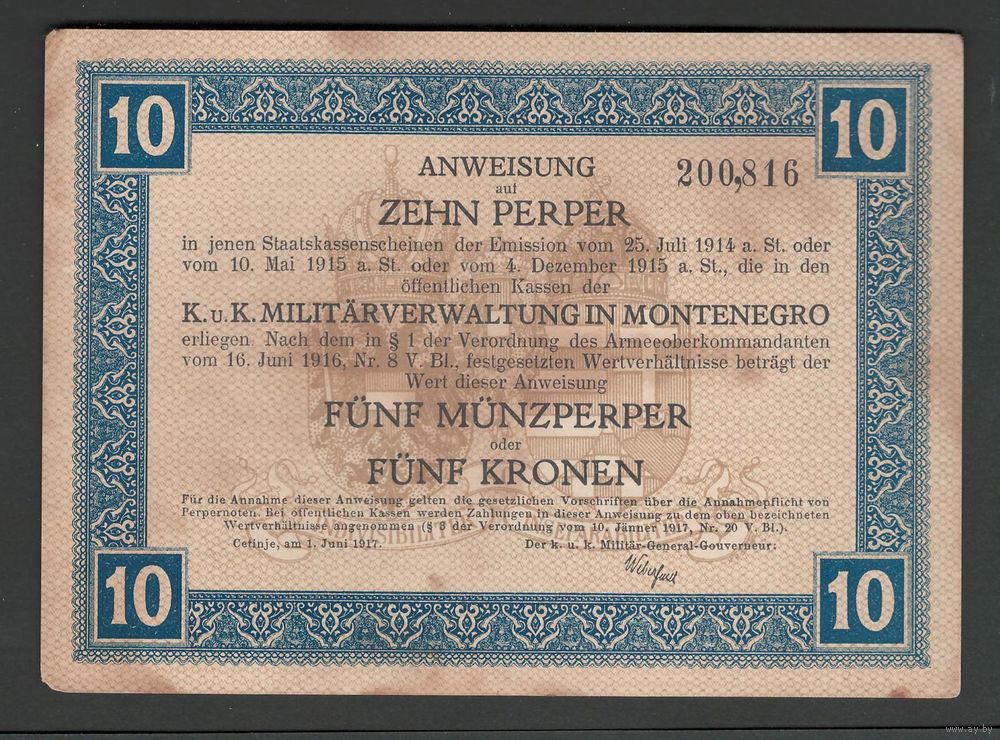 10 10
ANWEISUNG 200,816
auf
ZEHN PERPER
in jenen Staatskassenscheinen der Emission vom 25. Juli 1914 a. St. oder
vom 10. Mai 1915 a. St. oder vom 4. Dezember 1915 a. St., die in den
öffentlichen Kassen der
K.u.K. MILITÄRVERWALTUNG IN MONTENEGRO
erliegen. Nach dem in § 1 der Verordnung des Armeeoberkommandanten
vom 16. Juni 1916, Nr. 8 V. Bl., festgesetzten Wertverhältnisse beträgt der
Wert dieser Anweisung
FÜNF MÜNZPERPER
oder
FÜNF KRONEN
Für die Annahme dieser Anweisung gelten die gesetzlichen Vorschriften über die Annahmepflicht von
Perpernoten. Bei öffentlichen Kassen werden Zahlungen in dieser Anweisung zu dem oben bezeichneten
Wertverhältnisse angenommen (§ 3 der Verordnung vom 10. Jänner 1917, Nr. 20 V. Bl.).
Cetinje, am 1. Juni 1917. Der k. u. k. Militär-General-Gouverneur:
10 10
www.ay.by